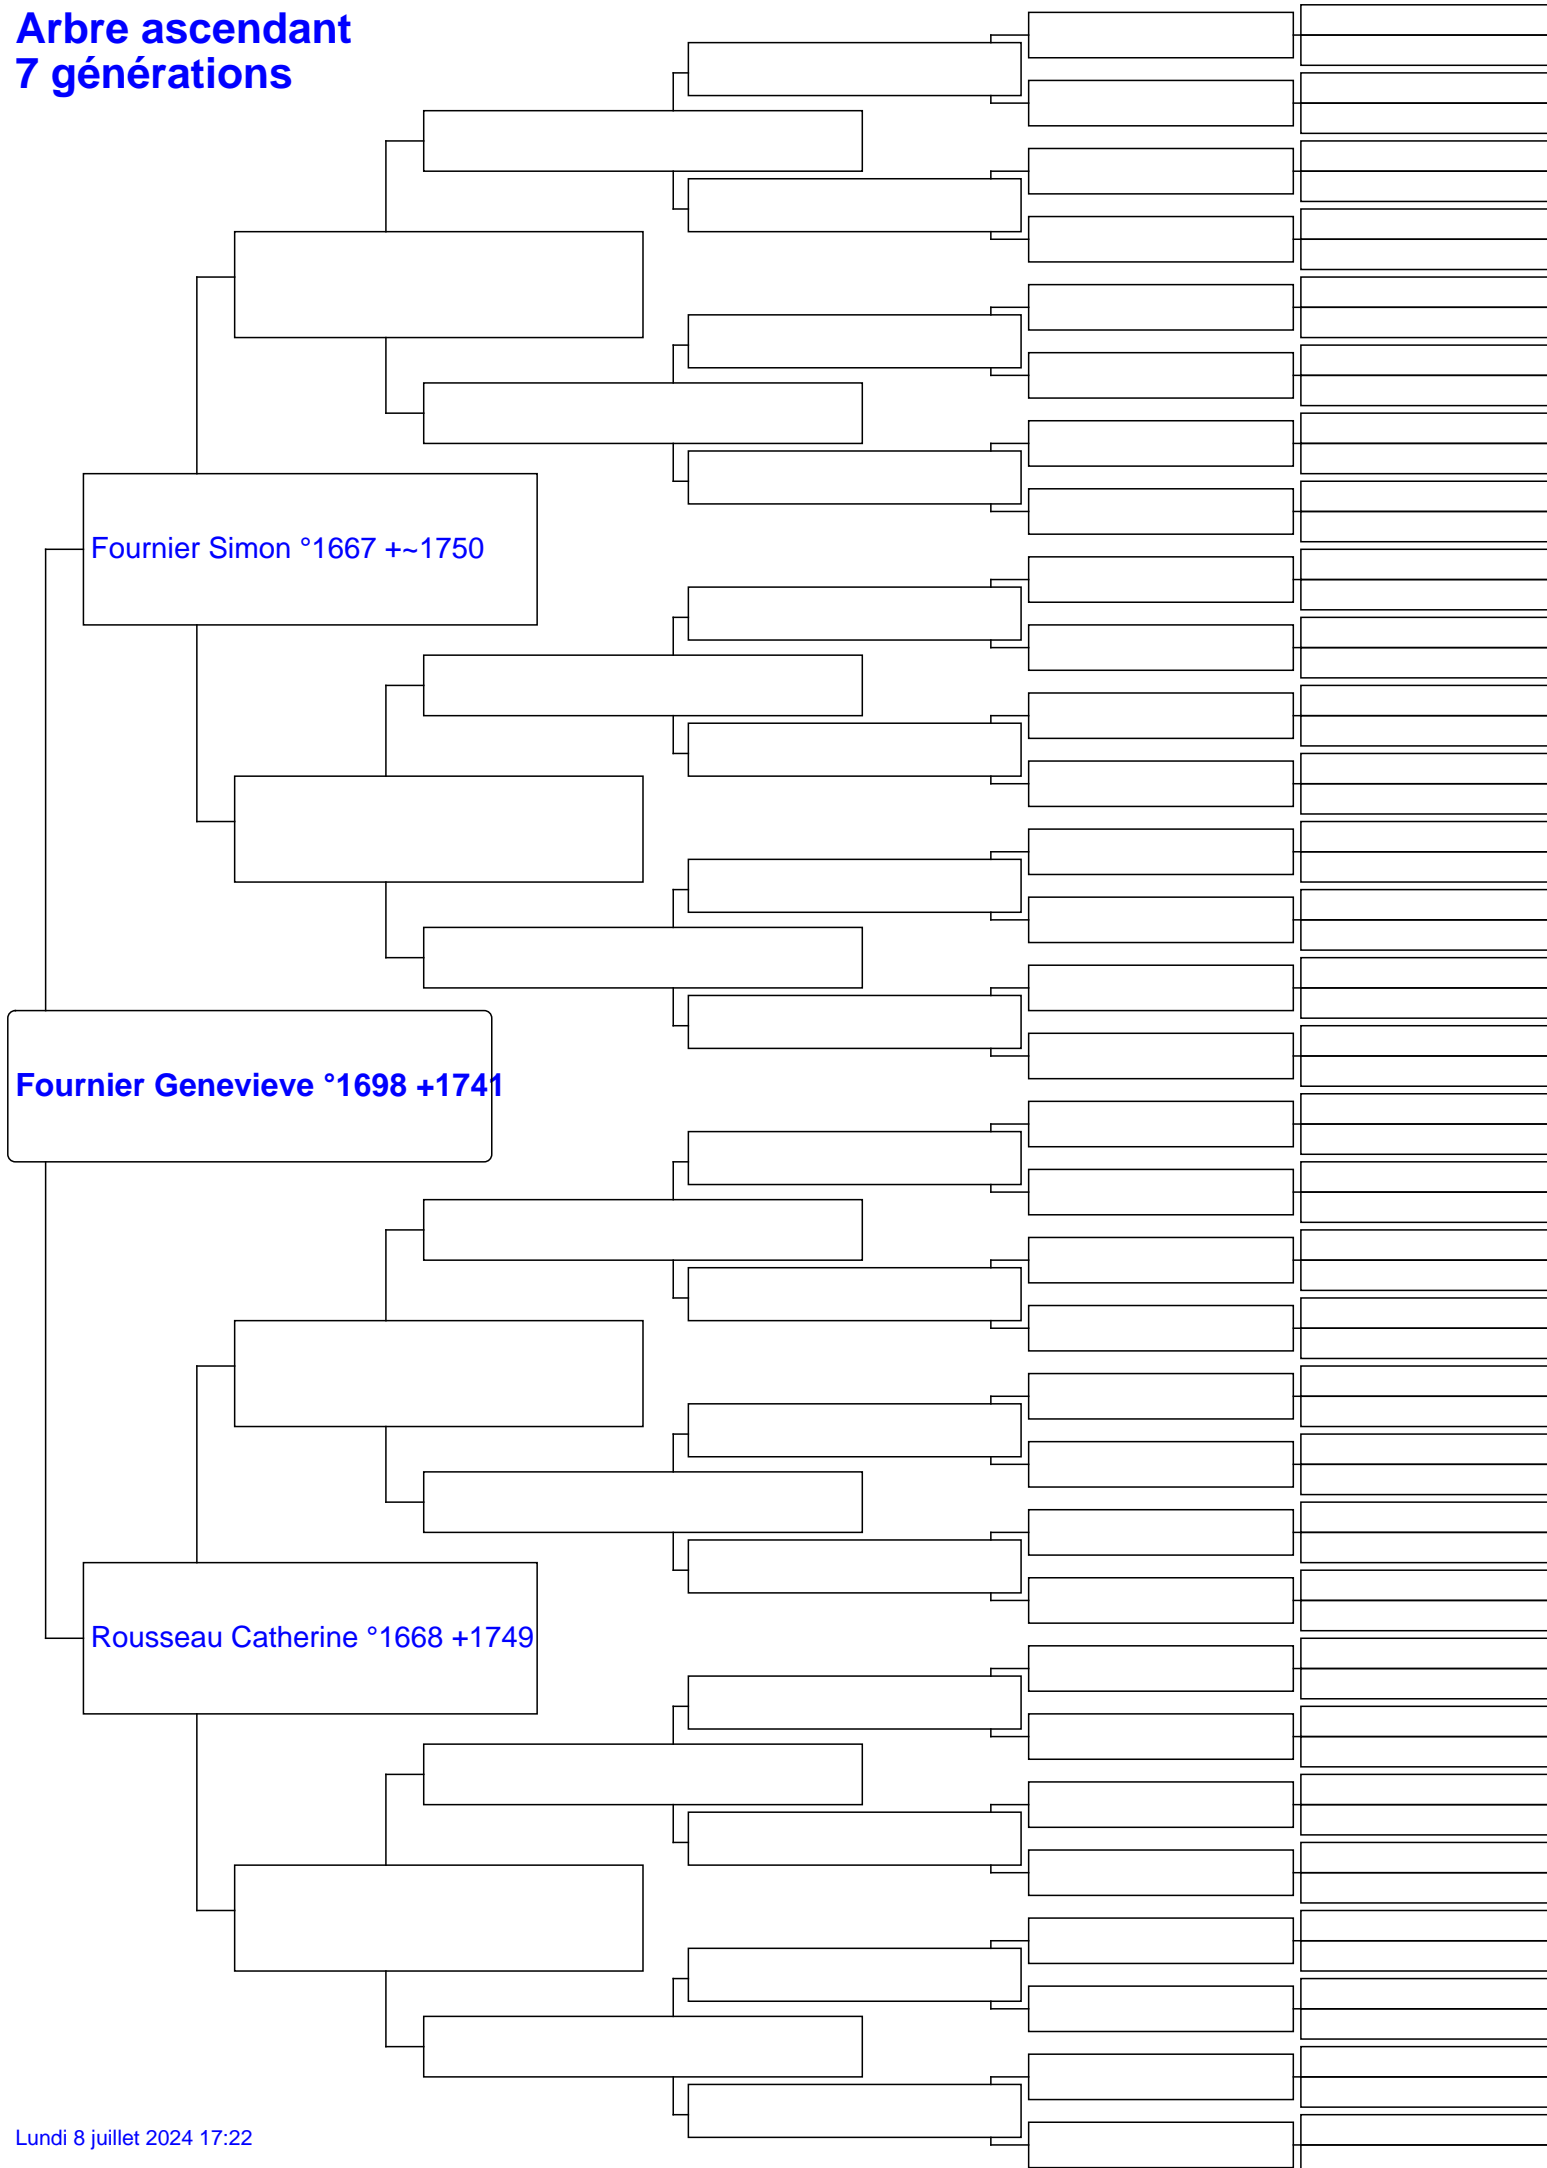 Arbre ascendant
7 générations
Fournier Simon °1667 +~1750
Fournier Genevieve °1698 +1741
Rousseau Catherine °1668 +1749
Lundi 8 juillet 2024 17:22